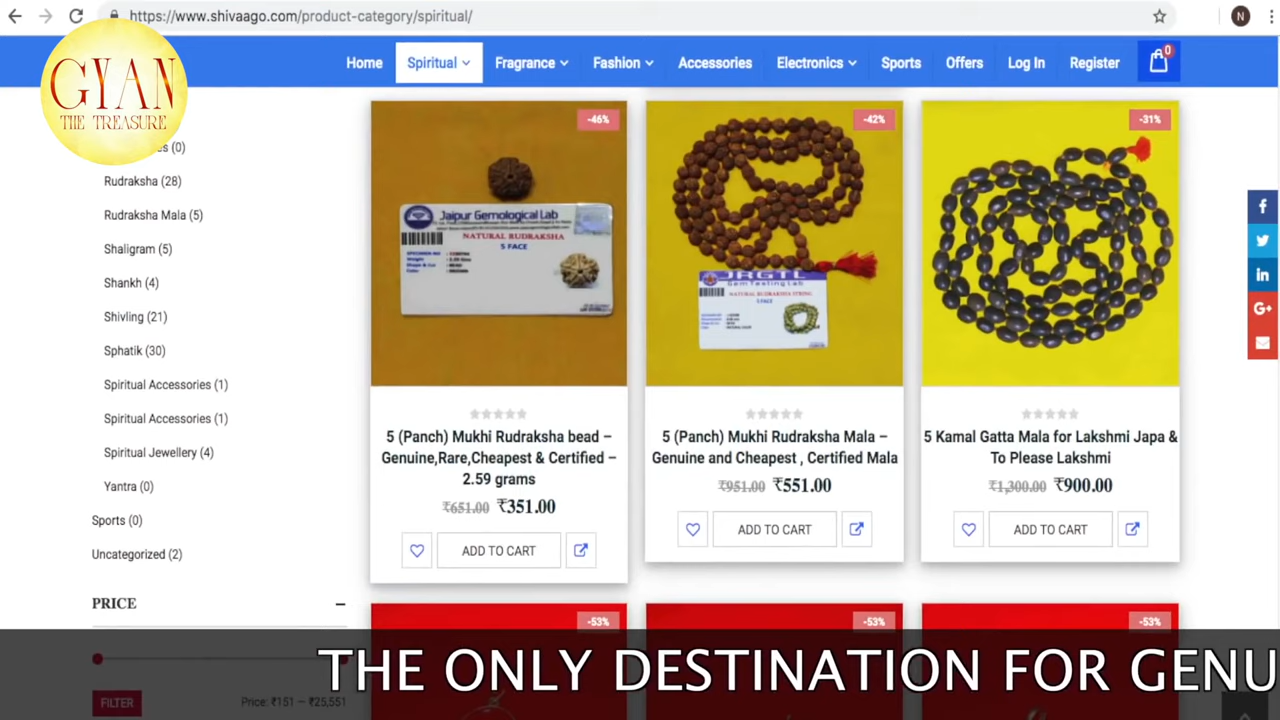 https://www.shivaago.com/product-category/spiritual/
N
GYAN
THE TREASURE
Home
Spiritual
Fragrance
Fashion
Accessories
Electronics
Sports
Offers
Log In
Register
0
(0)
Rudraksha (28)
Rudraksha Mala (5)
Shaligram (5)
Shankh (4)
Shivling (21)
Sphatik (30)
Spiritual Accessories (1)
Spiritual Accessories (1)
Spiritual Jewellery (4)
Yantra (0)
Sports (0)
Uncategorized (2)
PRICE
FILTER
Price: ₹151 — ₹25,551
-46%
Jaipur Gemological Lab
NATURAL RUDRAKSHA
5 FACE
5 (Panch) Mukhi Rudraksha bead –
Genuine,Rare,Cheapest & Certified –
2.59 grams
₹651.00 ₹351.00
ADD TO CART
-42%
JRGTL
Gem Testing Lab
NATURAL RUDRAKSHA STRING
5 (Panch) Mukhi Rudraksha Mala –
Genuine and Cheapest , Certified Mala
₹951.00 ₹551.00
ADD TO CART
-31%
5 Kamal Gatta Mala for Lakshmi Japa &
To Please Lakshmi
₹1,300.00 ₹900.00
ADD TO CART
-53%
-53%
-53%
THE ONLY DESTINATION FOR GENU